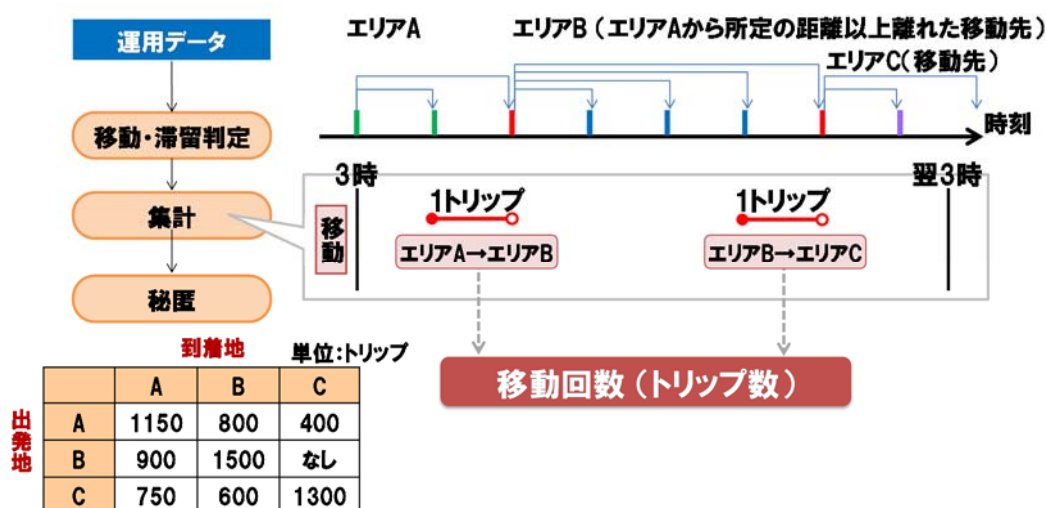 運用データ
移動・滞留判定
集計
秘匿
エリアA
エリアB（エリアAから所定の距離以上離れた移動先）
エリアC(移動先)
時刻
3時
翌3時
移動
1トリップ
エリアA→エリアB
1トリップ
エリアB→エリアC
移動回数（トリップ数）
到着地
単位:トリップ
出発地
A B C
A 1150 800 400
B 900 1500 なし
C 750 600 1300